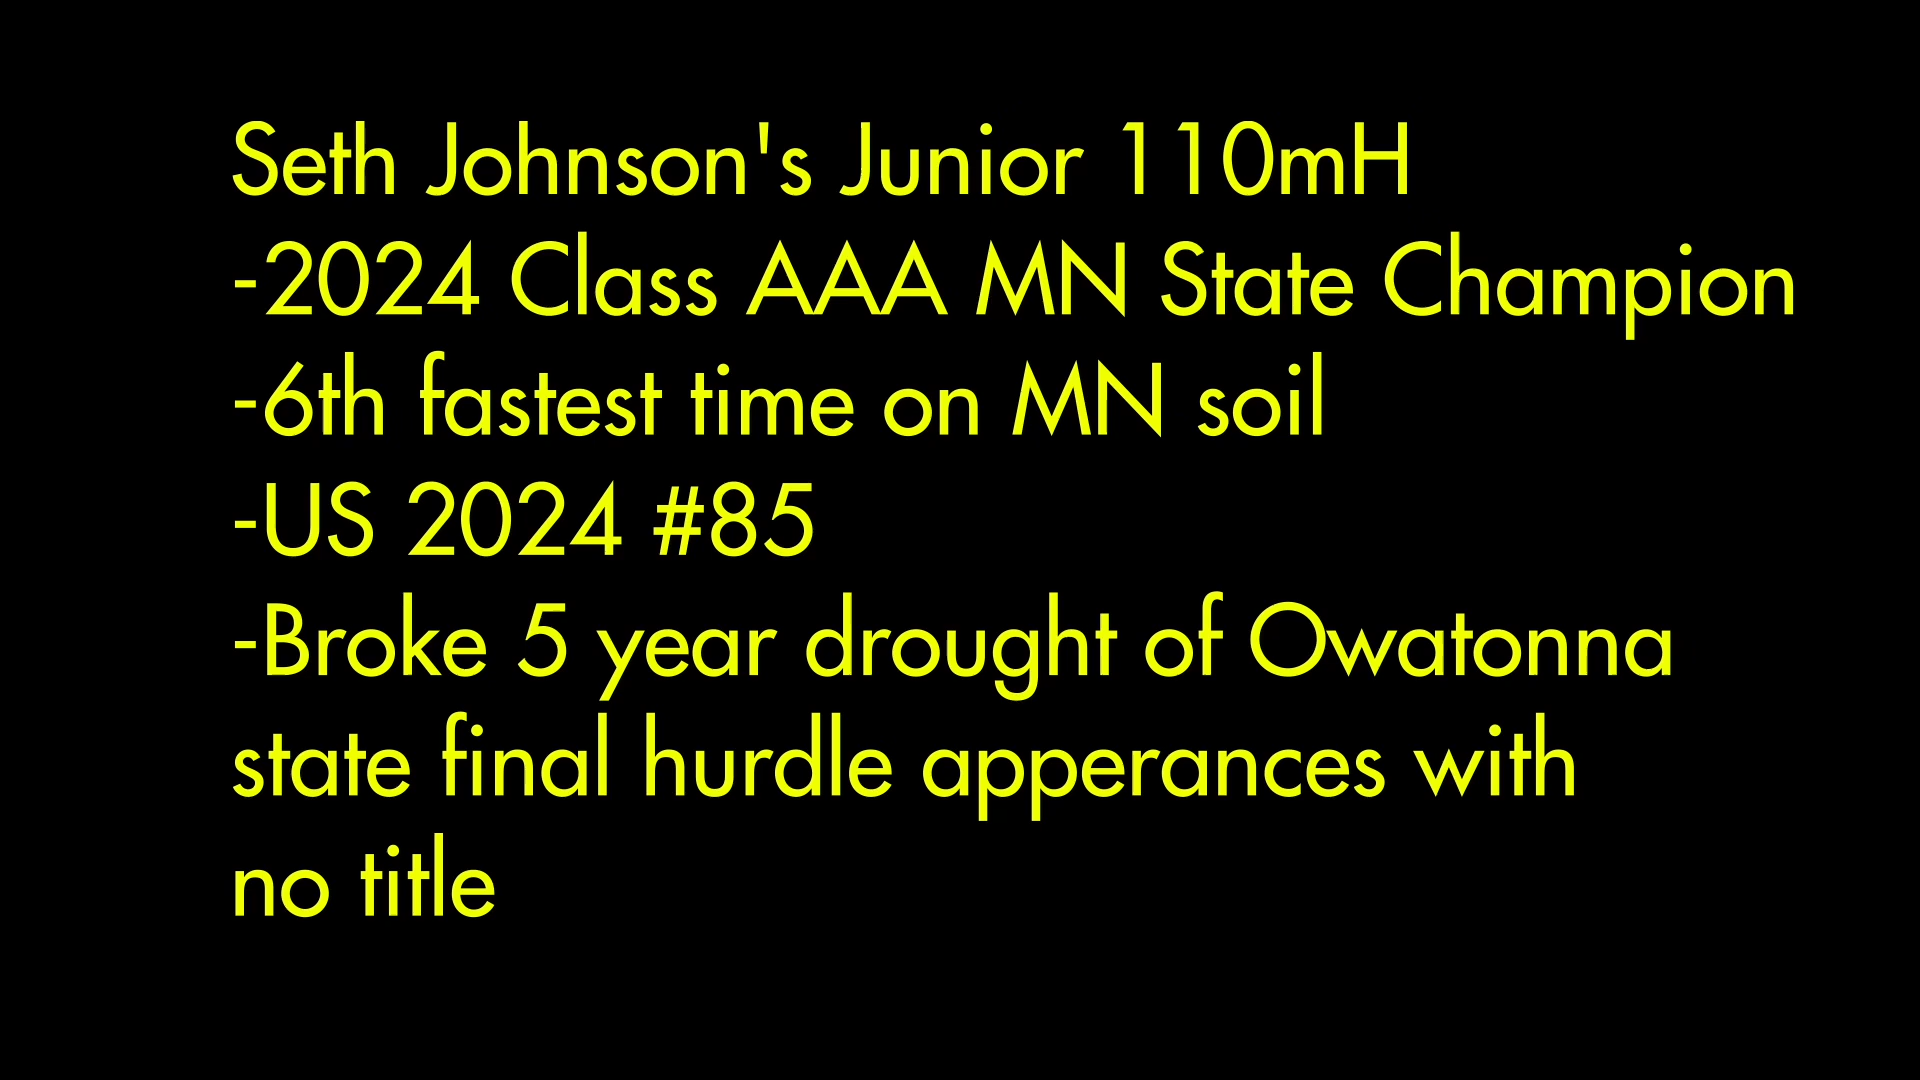 Seth Johnson's Junior 110mH
-2024 Class AAA MN State Champion
-6th fastest time on MN soil
-US 2024 #85
-Broke 5 year drought of Owatonna
state final hurdle apperances with
no title